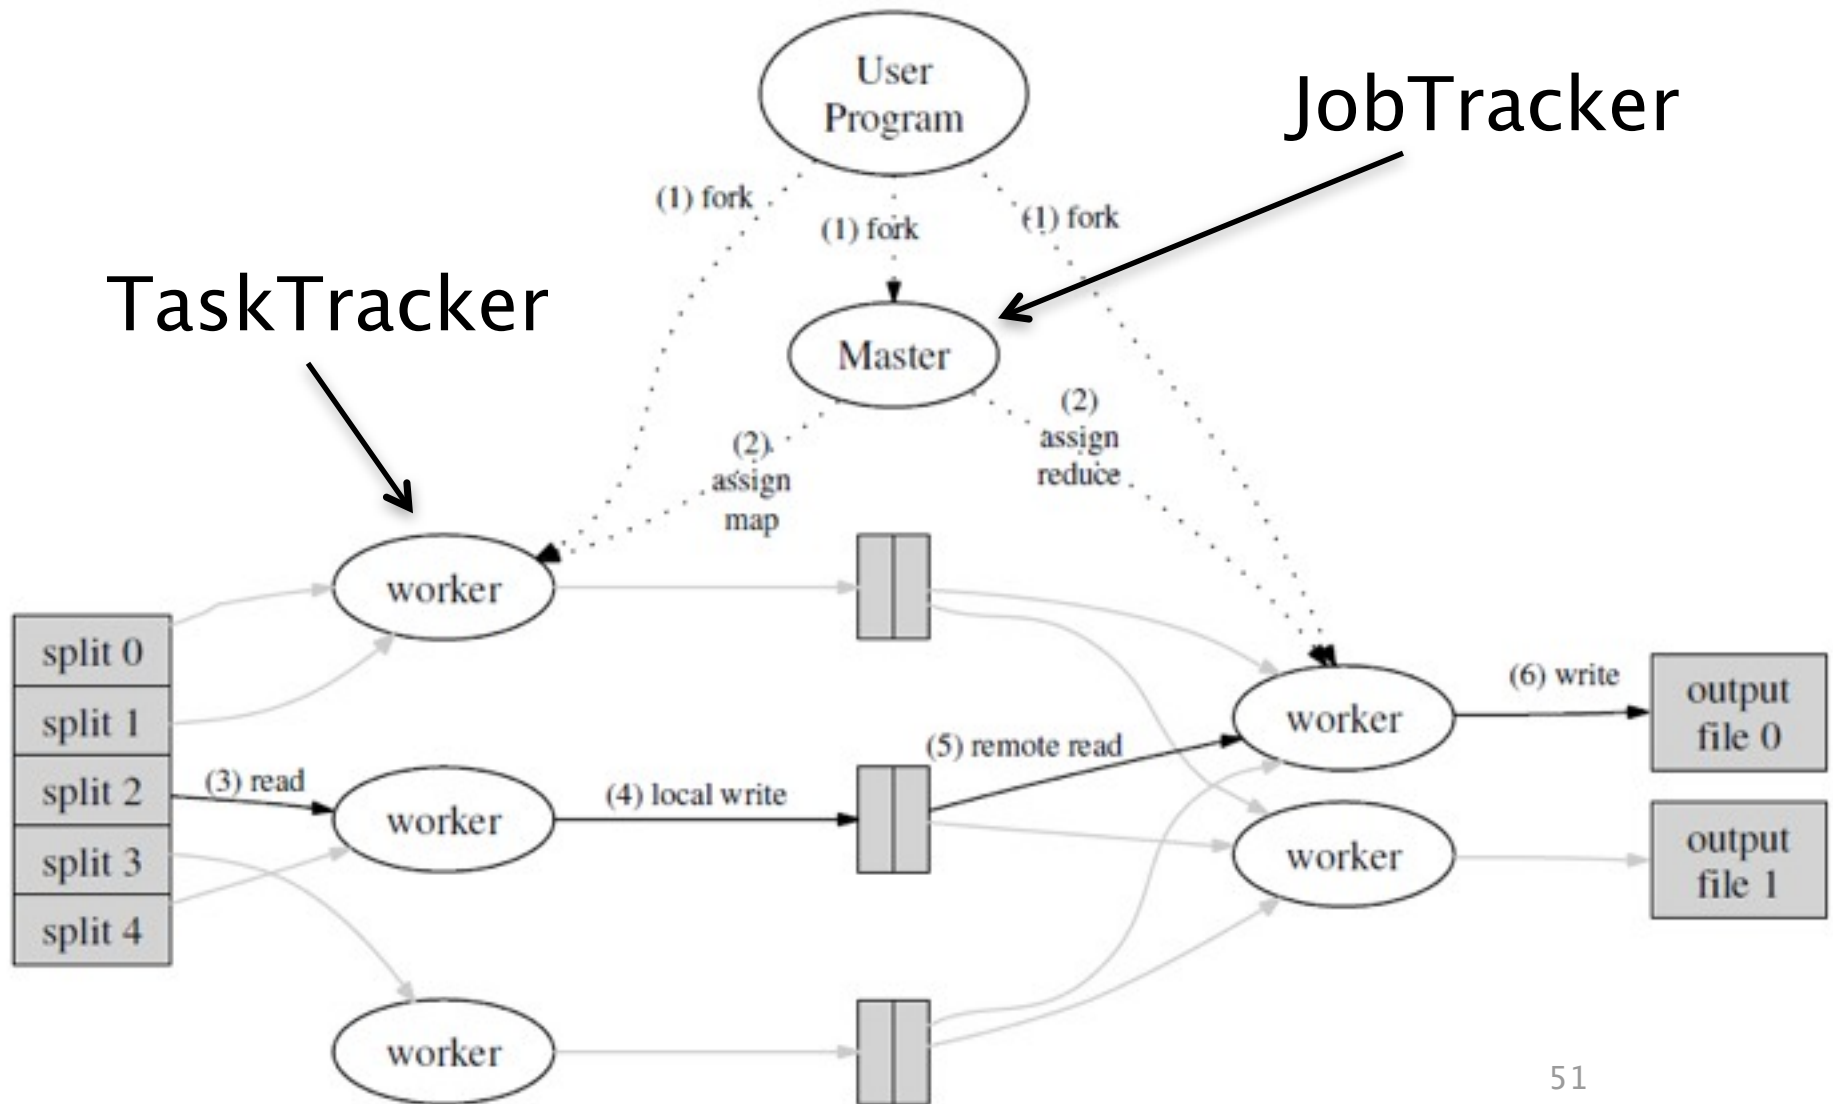 User
Program
JobTracker
(1) fork
(1) fork
(1) fork
TaskTracker
Master
(2)
assign
map
(2)
assign
reduce
worker
split 0
split 1
split 2
split 3
split 4
(3) read
worker
(4) local write
(5) remote read
worker
(6) write
output
file 0
worker
output
file 1
worker
51